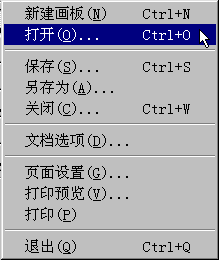 新建画板(N) Ctrl+N
打开(O)... Ctrl+O
保存(S)... Ctrl+S
另存为(A)...
关闭(C)... Ctrl+W
文档选项(D)...
页面设置(G)...
打印预览(V)...
打印(P)
退出(Q) Ctrl+Q